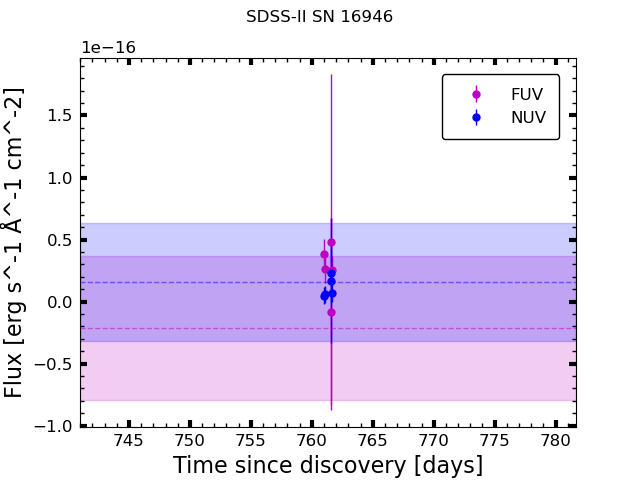 SDSS-II SN 16946
1e−16
FUV
NUV
1.5
1.0
0.5
0.0
−0.5
−1.0
Flux [erg s^-1 Å^-1 cm^-2]
745 750 755 760 765 770 775 780
Time since discovery [days]